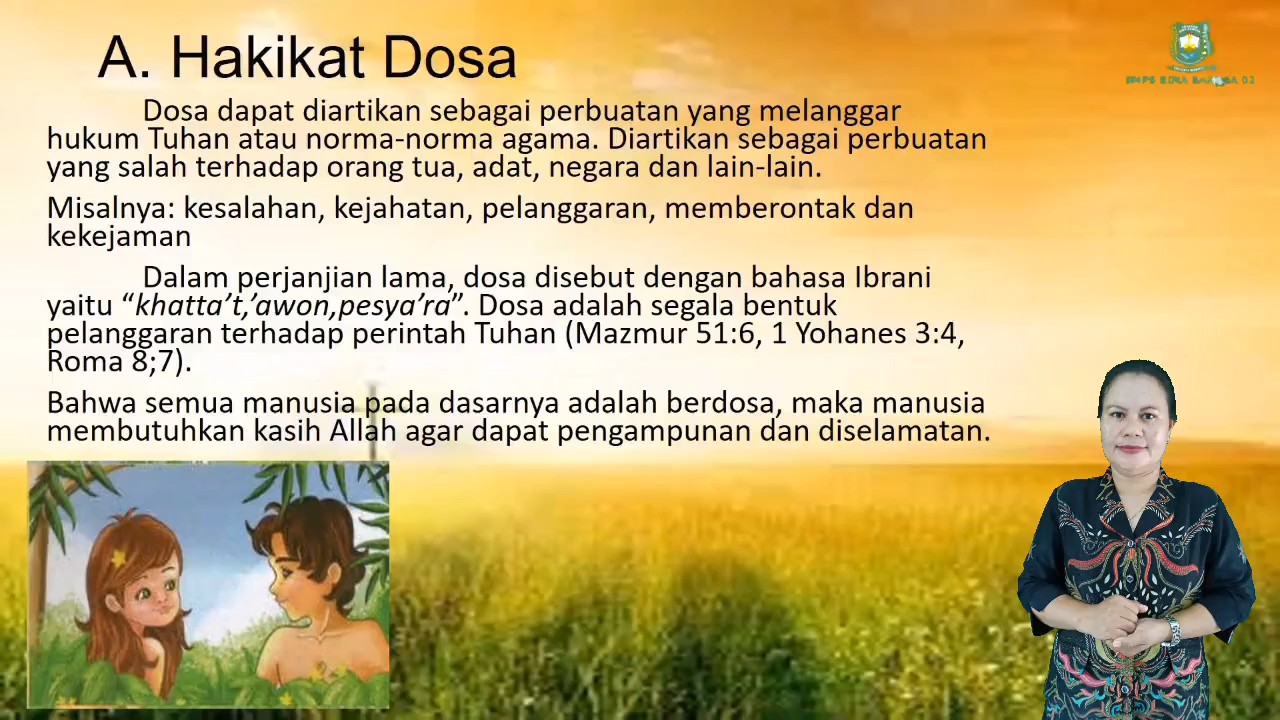 A. Hakikat Dosa
Dosa dapat diartikan sebagai perbuatan yang melanggar
hukum Tuhan atau norma-norma agama. Diartikan sebagai perbuatan
yang salah terhadap orang tua, adat, negara dan lain-lain.
Misalnya: kesalahan, kejahatan, pelanggaran, memberontak dan
kekejaman
Dalam perjanjian lama, dosa disebut dengan bahasa Ibrani
yaitu “khatta’t,’awon,pesya’ra”. Dosa adalah segala bentuk
pelanggaran terhadap perintah Tuhan (Mazmur 51:6, 1 Yohanes 3:4,
Roma 8;7).
Bahwa semua manusia pada dasarnya adalah berdosa, maka manusia
membutuhkan kasih Allah agar dapat pengampunan dan diselamatan.